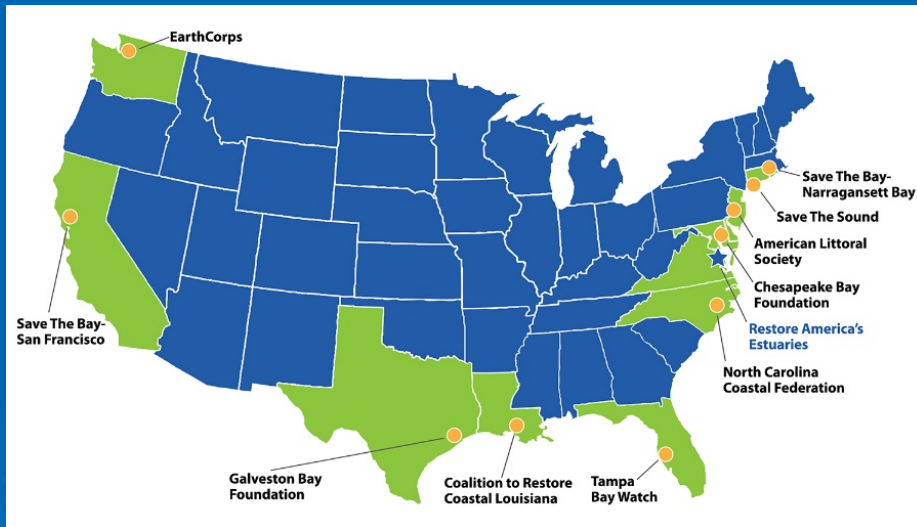 EarthCorps
Save The Bay-
Narragansett Bay
Save The Sound
American Littoral
Society
Chesapeake Bay
Foundation
Restore America's
Estuaries
North Carolina
Coastal Federation
Save The Bay-
San Francisco
Galveston Bay
Foundation
Coalition to Restore
Coastal Louisiana
Tampa
Bay Watch